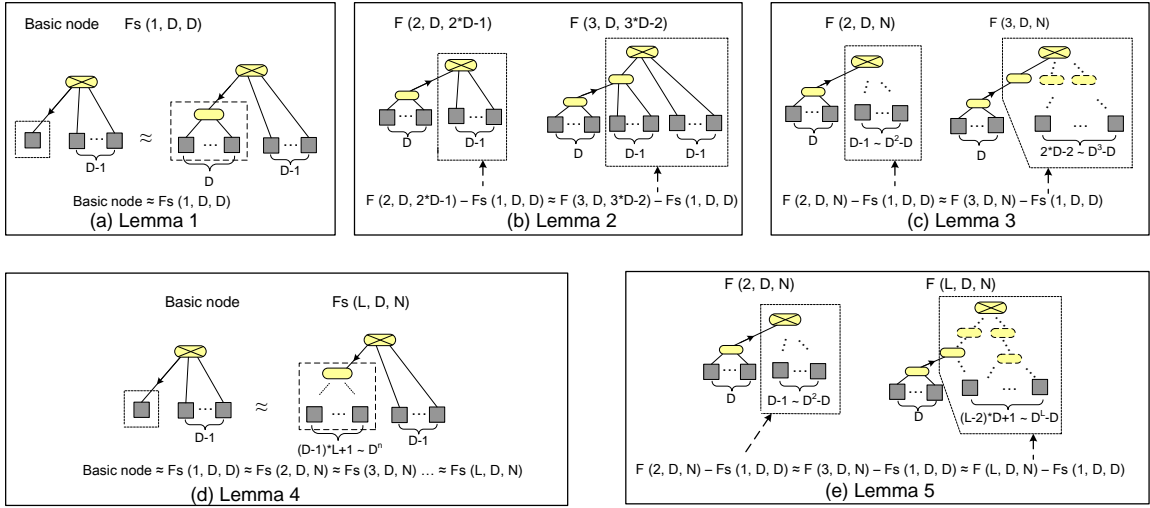 Basic node Fs (1, D, D)
... ≈ ... ...
D-1 D D-1
Basic node ≈ Fs (1, D, D)
(a) Lemma 1
F (2, D, 2*D-1) F (3, D, 3*D-2)
... ... ... ... ...
D D-1 D D-1 D-1
F (2, D, 2*D-1) – Fs (1, D, D) ≈ F (3, D, 3*D-2) – Fs (1, D, D)
(b) Lemma 2
F (2, D, N) F (3, D, N)
... ... ... ...
D D-1 ~ D²-D D 2*D-2 ~ D³-D
F (2, D, N) – Fs (1, D, D) ≈ F (3, D, N) – Fs (1, D, D)
(c) Lemma 3
Basic node Fs (L, D, N)
... ≈ ... ...
D-1 (D-1)*L+1 ~ Dⁿ D-1
Basic node ≈ Fs (1, D, D) ≈ Fs (2, D, N) ≈ Fs (3, D, N) ... ≈ Fs (L, D, N)
(d) Lemma 4
F (2, D, N) F (L, D, N)
... ... ... ...
D D-1 ~ D²-D D (L-2)*D+1 ~ Dᴸ-D
F (2, D, N) – Fs (1, D, D) ≈ F (3, D, N) – Fs (1, D, D) ≈ F (L, D, N) – Fs (1, D, D)
(e) Lemma 5